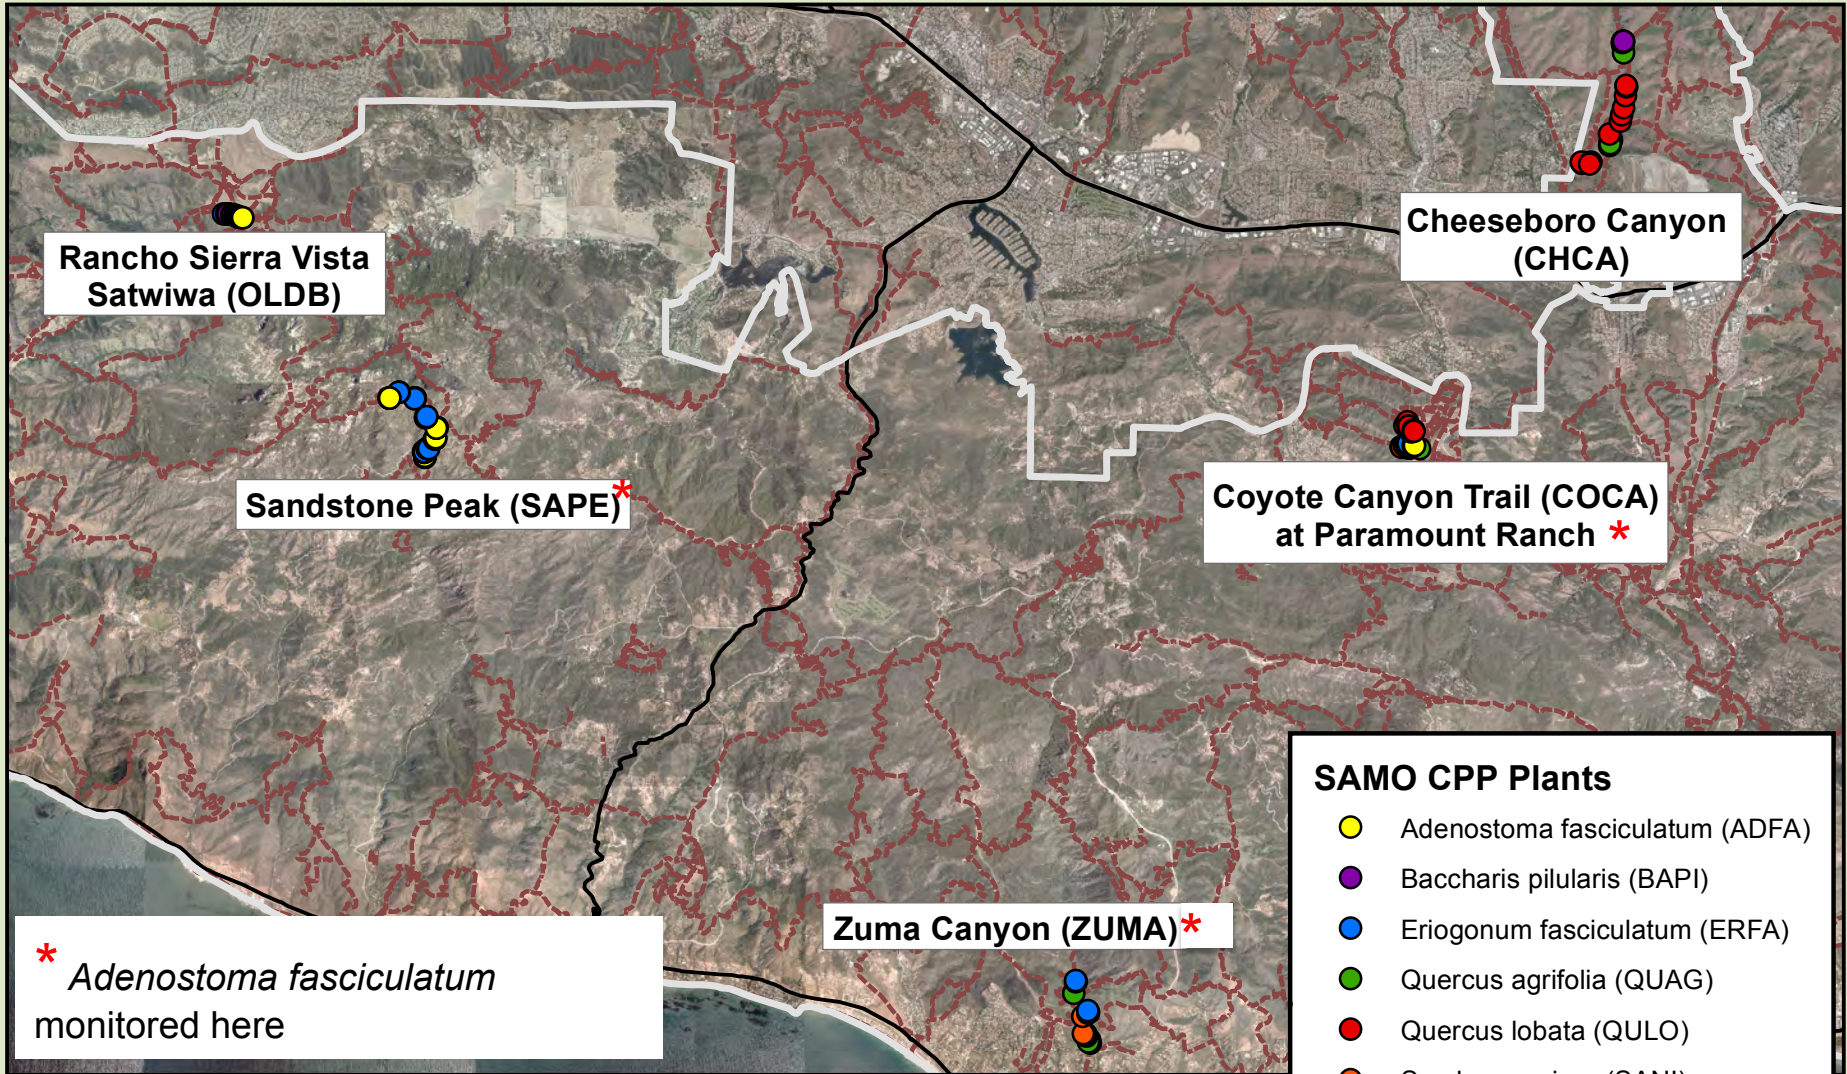 Cheeseboro Canyon
(CHCA)
Rancho Sierra Vista
Satwiwa (OLDB)
Sandstone Peak (SAPE)*
Coyote Canyon Trail (COCA)
at Paramount Ranch *
SAMO CPP Plants
Adenostoma fasciculatum (ADFA)
Baccharis pilularis (BAPI)
Eriogonum fasciculatum (ERFA)
Quercus agrifolia (QUAG)
Quercus lobata (QULO)
(SANI)
Zuma Canyon (ZUMA)*
* Adenostoma fasciculatum
monitored here